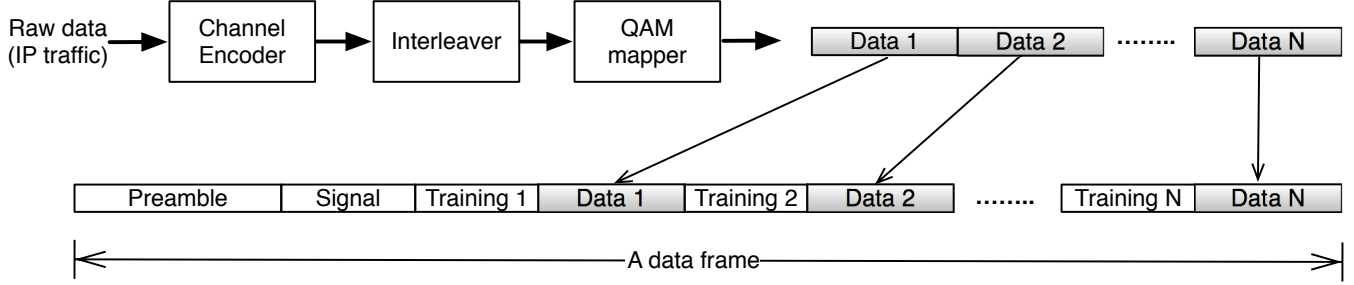 Raw data
(IP traffic)
Channel
Encoder
Interleaver
QAM
mapper
Data 1 Data 2 ........ Data N
Preamble Signal Training 1 Data 1 Training 2 Data 2 ........ Training N Data N
A data frame